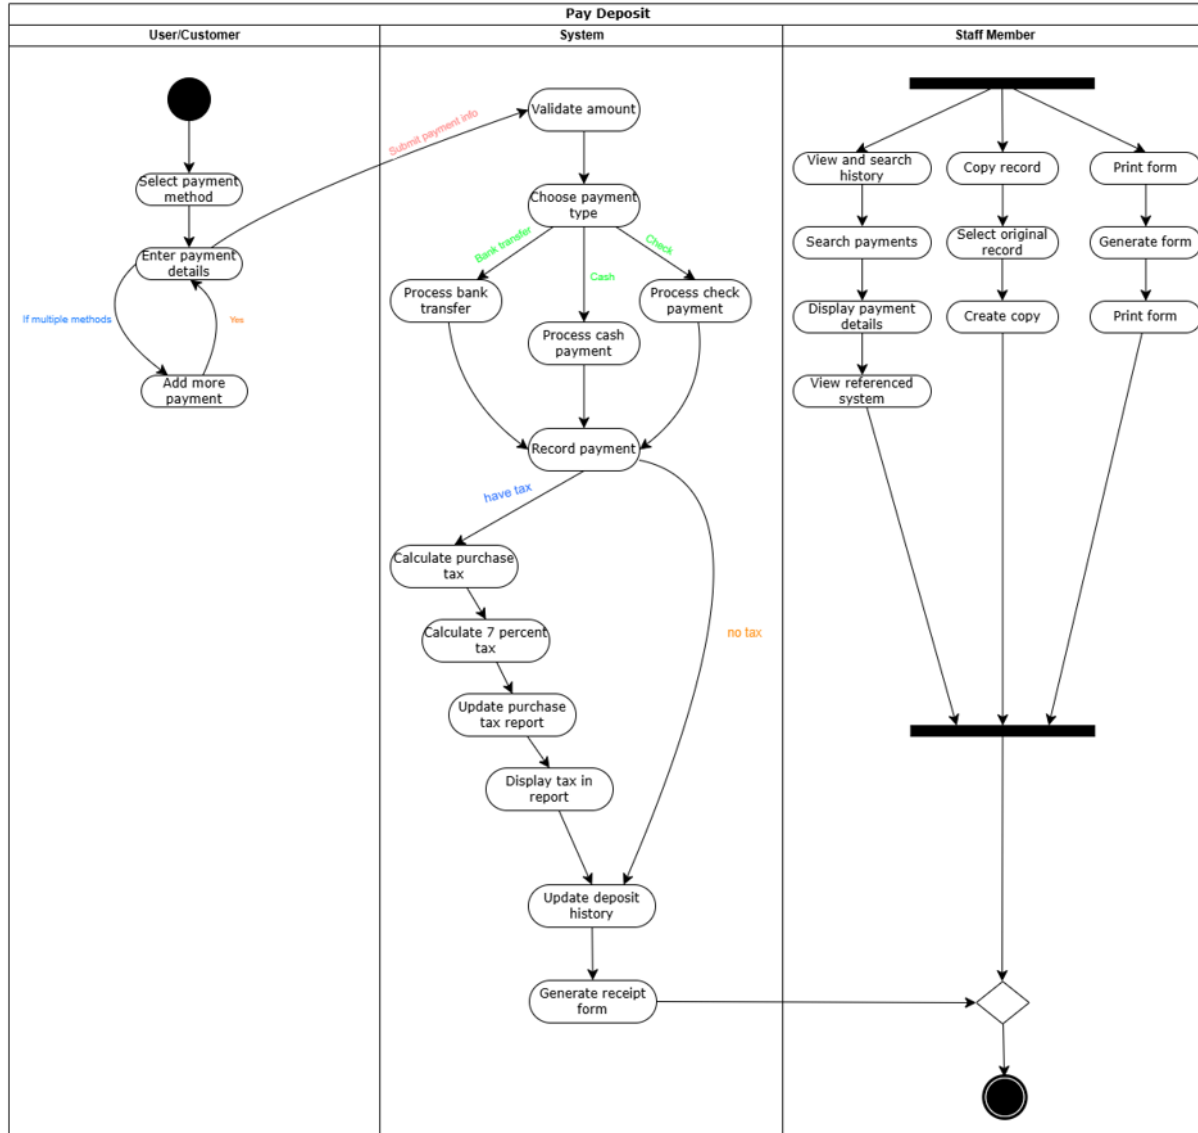 Pay Deposit
User/Customer
System
Staff Member
Select payment
method
Enter payment
details
If multiple methods
Yes
Add more
payment
Submit payment info
Validate amount
Choose payment
type
Bank transfer
Cash
Check
Process bank
transfer
Process cash
payment
Process check
payment
Record payment
have tax
no tax
Calculate purchase
tax
Calculate 7 percent
tax
Update purchase
tax report
Display tax in
report
Update deposit
history
Generate receipt
form
View and search
history
Search payments
Display payment
details
View referenced
system
Copy record
Select original
record
Create copy
Print form
Generate form
Print form